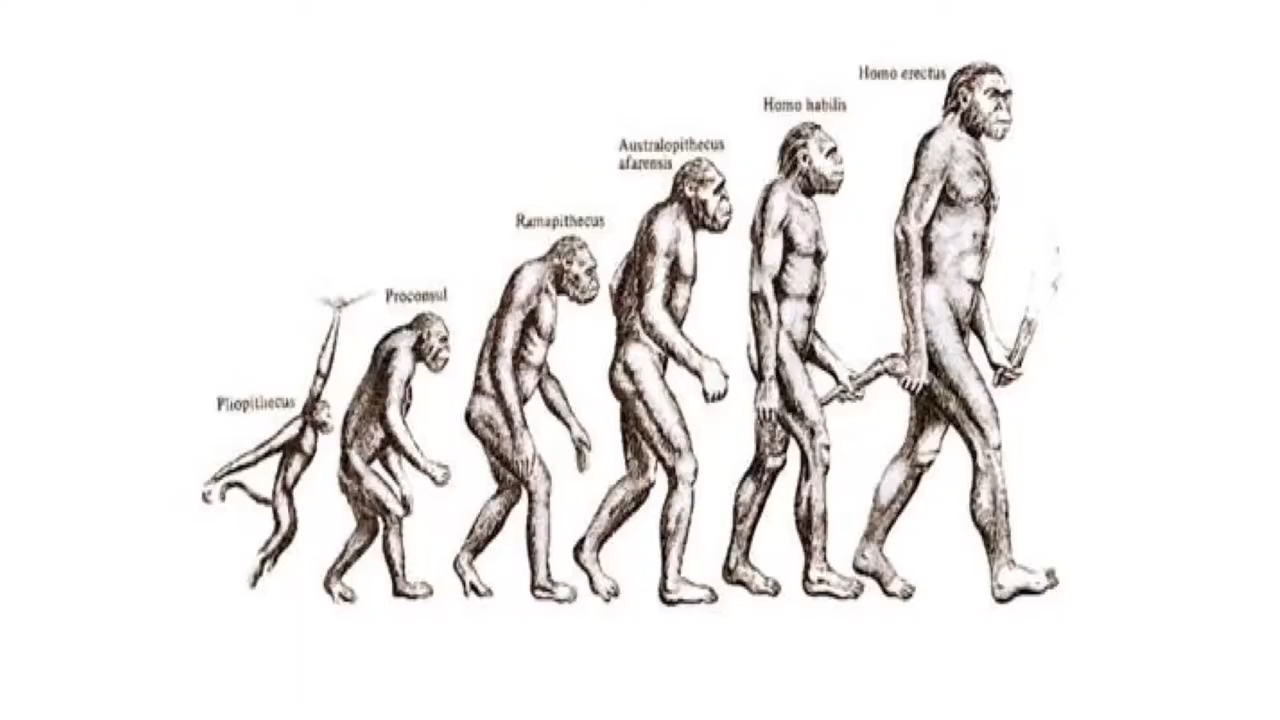 Homo erectus
Homo habilis
Australopithecus
afarensis
Ramapithecus
Proconsul
Pliopithecus